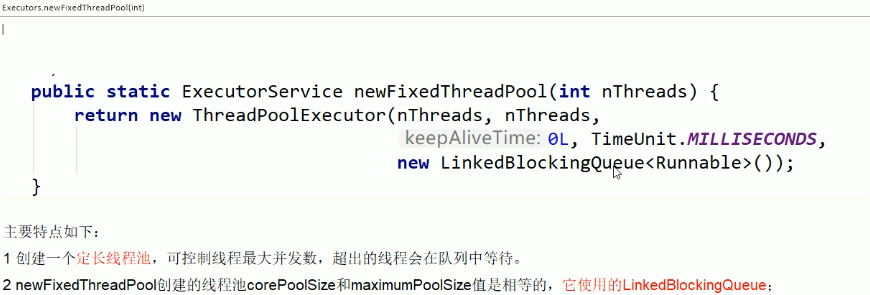 Executors.newFixedThreadPool(int)
public static ExecutorService newFixedThreadPool(int nThreads) {
return new ThreadPoolExecutor(nThreads, nThreads,
keepAliveTime: 0L, TimeUnit.MILLISECONDS,
new LinkedBlockingQueue<Runnable>());
}
主要特点如下：
1 创建一个定长线程池，可控制线程最大并发数，超出的线程会在队列中等待。
2 newFixedThreadPool创建的线程池corePoolSize和maximumPoolSize值是相等的，它使用的LinkedBlockingQueue；